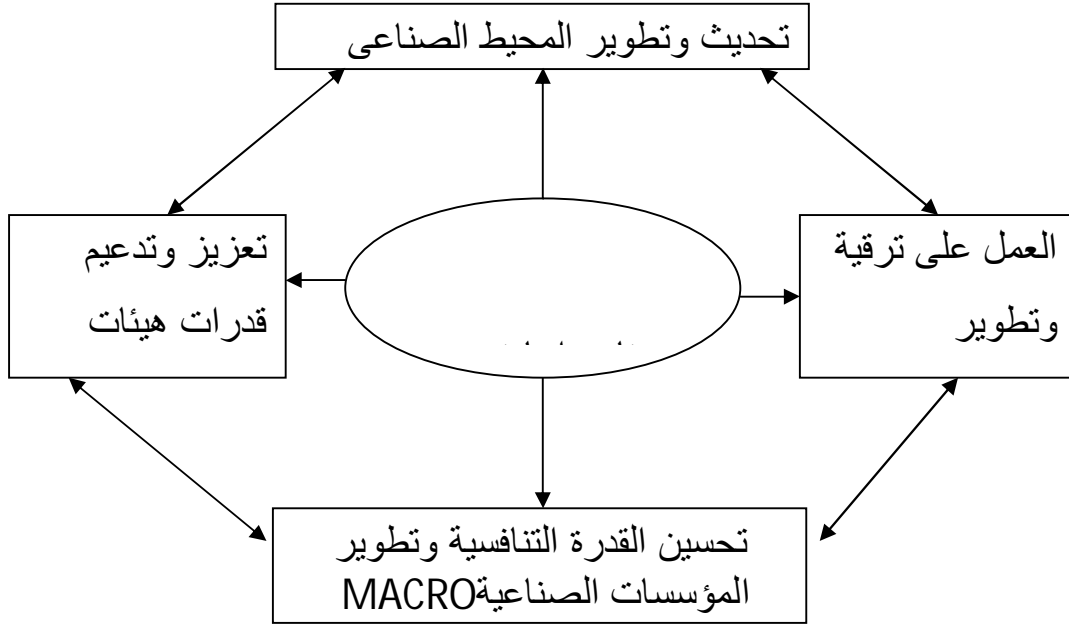 تحديث وتطوير المحيط الصناعى
العمل على ترقية
وتطوير
تعزيز وتدعيم
قدرات هيئات
تحسين القدرة التنافسية وتطوير
المؤسسات الصناعيةMACRO